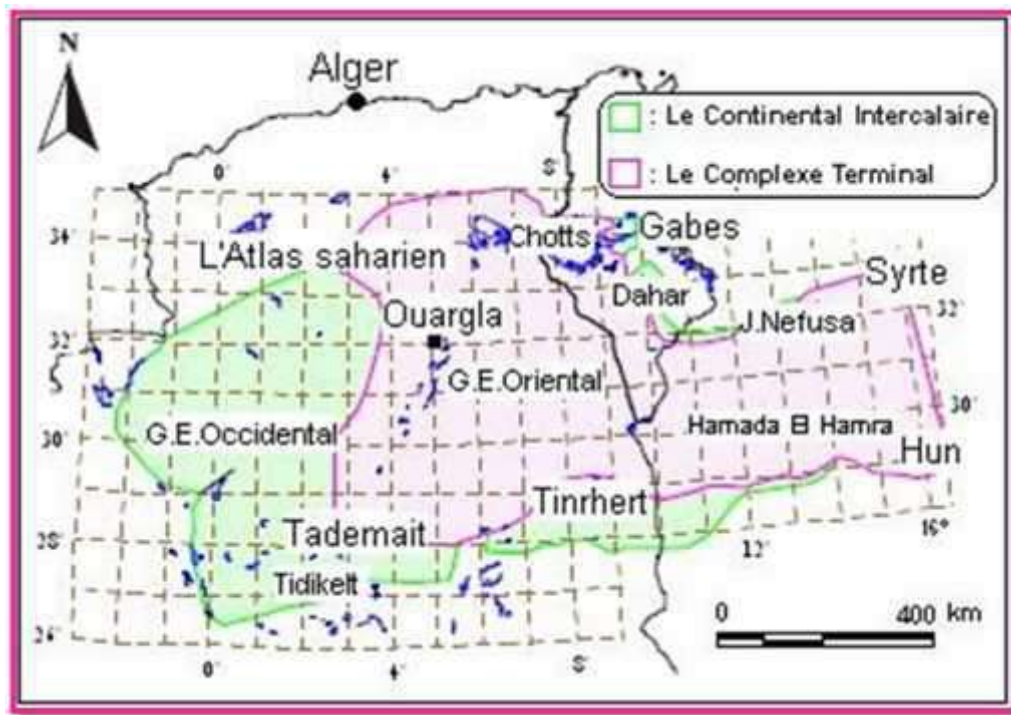 N
Alger
: Le Continental Intercalaire
: Le Complexe Terminal
0° 4° 8°
34°
Chotts
Gabes
L'Atlas saharien
Syrte
Dahar
Ouargla
J.Nefusa
32° 32°
G.E.Oriental
30°
G.E.Occidental
Hamada El Hamra
30°
Hun
Tinrhert
Tademait
28°
12° 16°
Tidikelt
0 400 km
0° 4° 8°